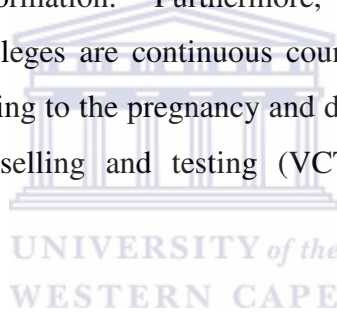 formation. Furthermore,
leges are continuous cour
ing to the pregnancy and d
selling and testing (VCT
UNIVERSITY of the
WESTERN CAPE